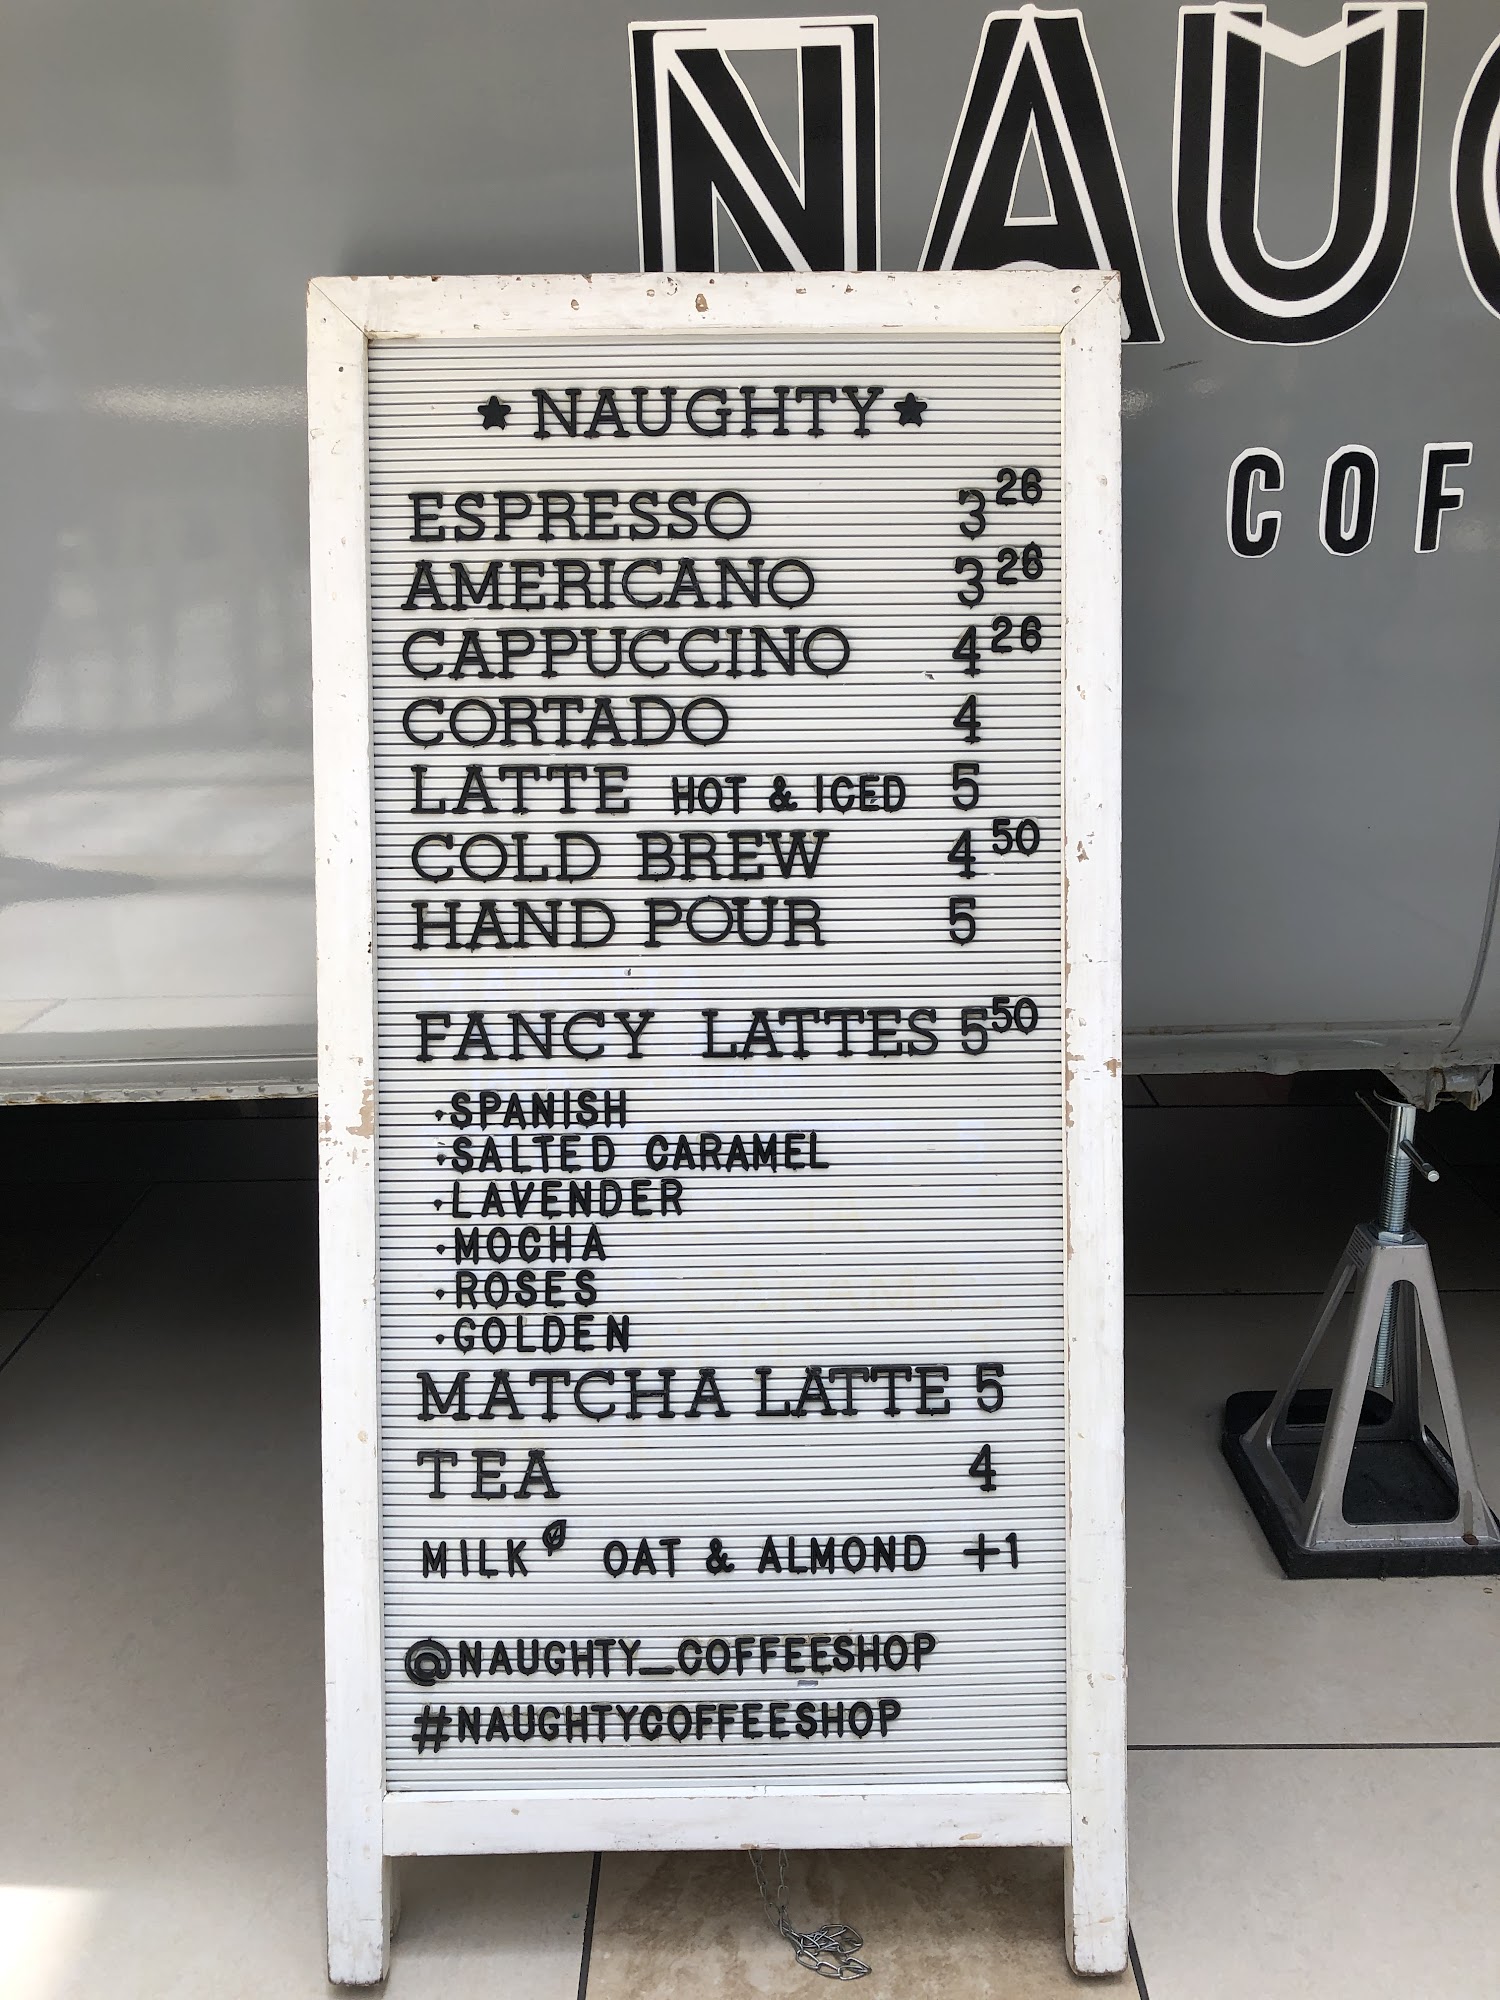 NAUG
COF
★ NAUGHTY ★
ESPRESSO 3 26
AMERICANO 3 26
CAPPUCCINO 4 26
CORTADO 4
LATTE HOT & ICED 5
COLD BREW 4 50
HAND POUR 5
FANCY LATTES 5 50
·SPANISH
·SALTED CARAMEL
·LAVENDER
·MOCHA
·ROSES
·GOLDEN
MATCHA LATTE 5
TEA 4
MILK OAT & ALMOND +1
@NAUGHTY_COFFEESHOP
#NAUGHTYCOFFEESHOP